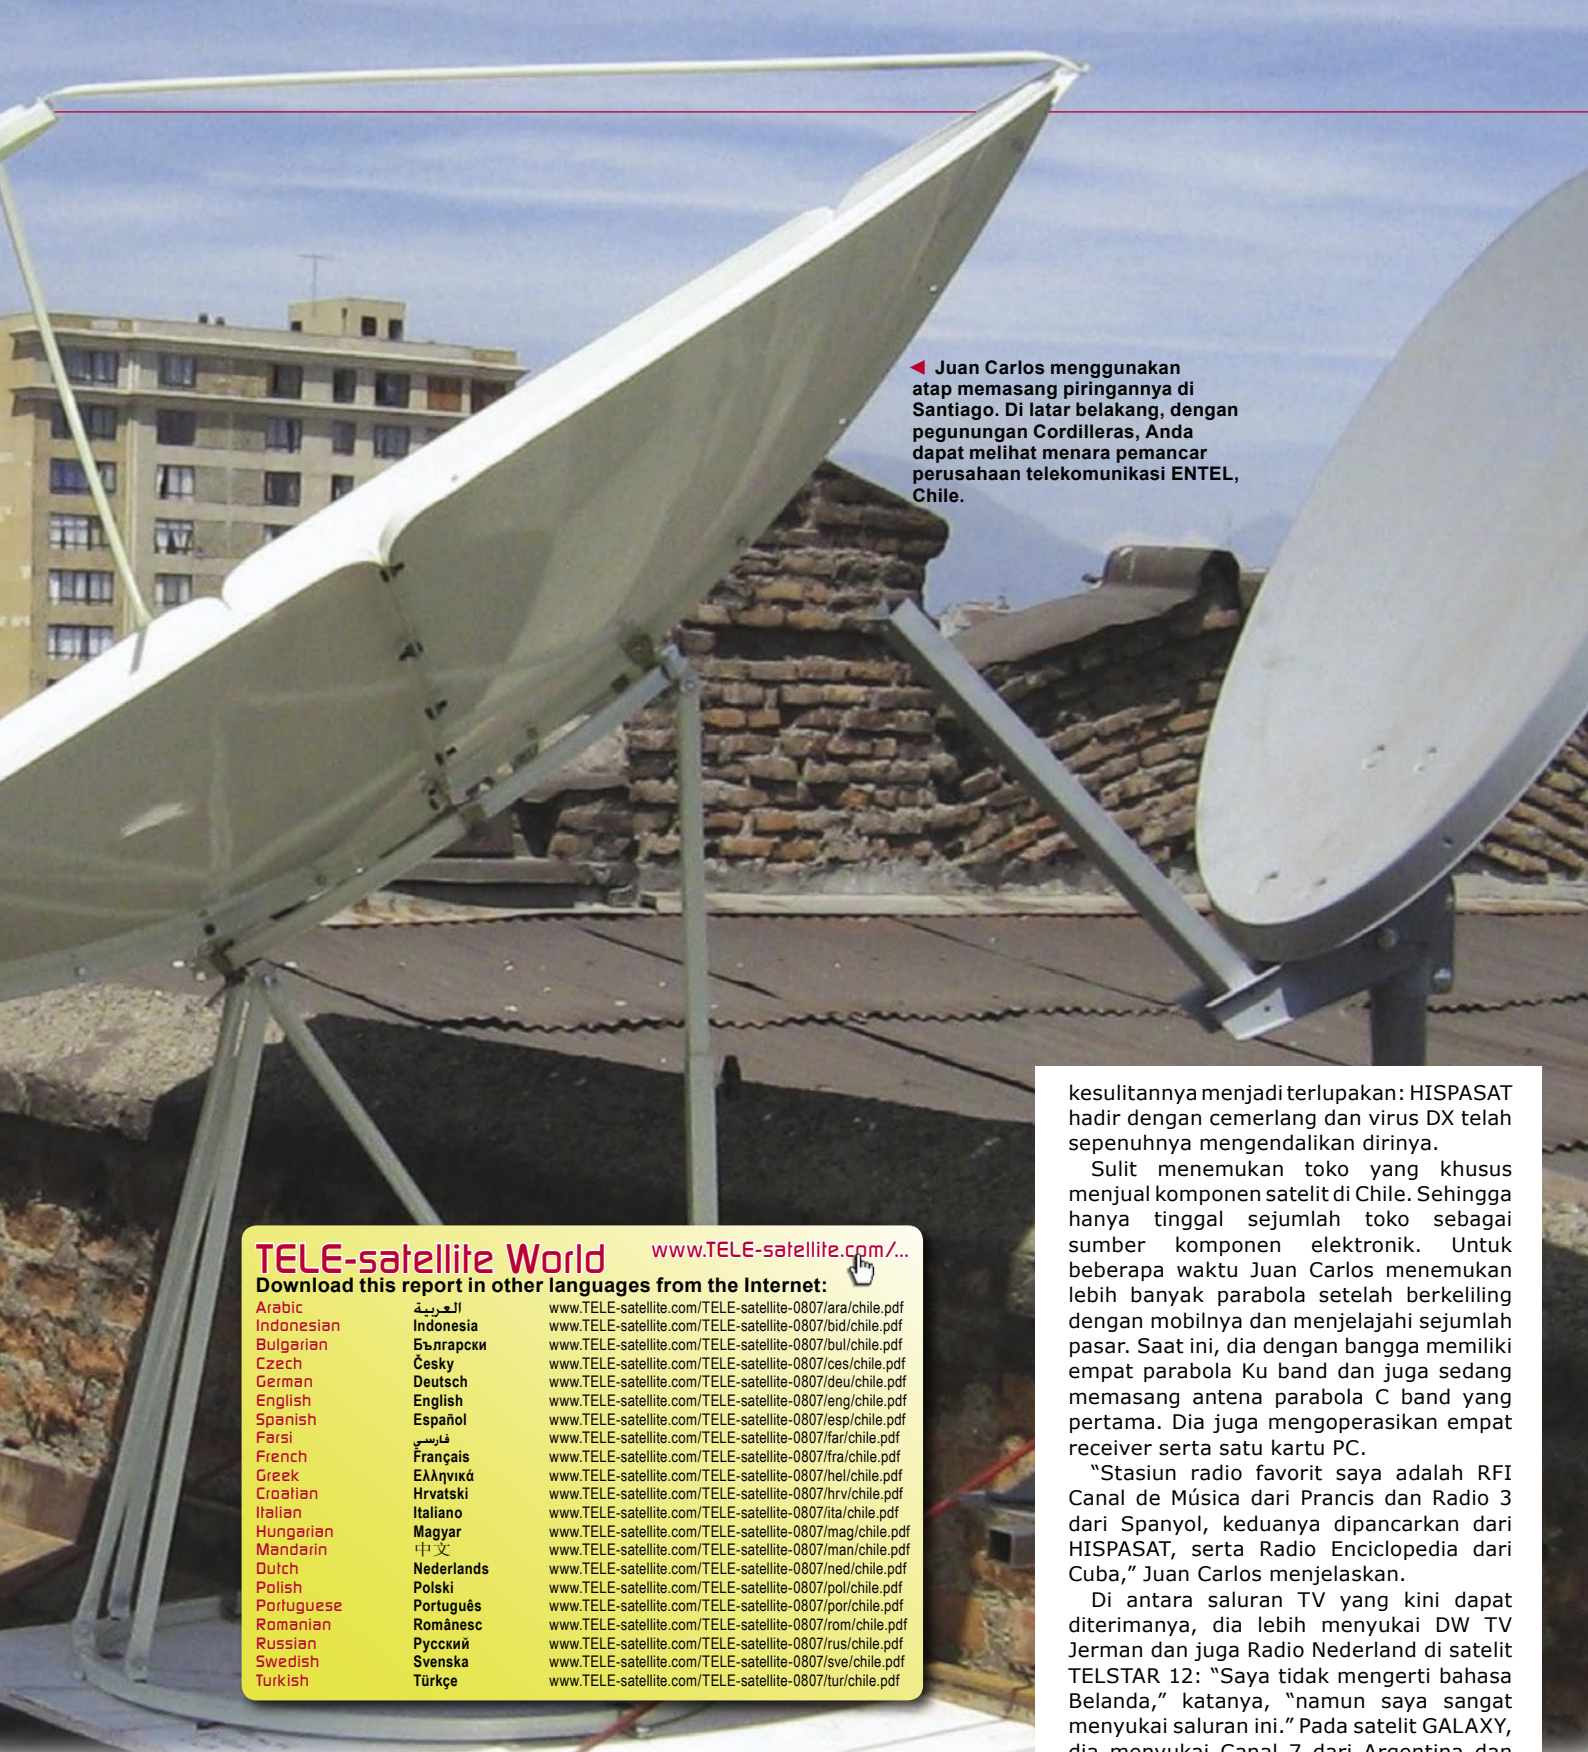 ◄ Juan Carlos menggunakan
atap memasang piringannya di
Santiago. Di latar belakang, dengan
pegunungan Cordilleras, Anda
dapat melihat menara pemancar
perusahaan telekomunikasi ENTEL,
Chile.
TELE-satellite World www.TELE-satellite.com/...
Download this report in other languages from the Internet:
Arabic العربية www.TELE-satellite.com/TELE-satellite-0807/ara/chile.pdf
Indonesian Indonesia www.TELE-satellite.com/TELE-satellite-0807/bid/chile.pdf
Bulgarian Български www.TELE-satellite.com/TELE-satellite-0807/bul/chile.pdf
Czech Česky www.TELE-satellite.com/TELE-satellite-0807/ces/chile.pdf
German Deutsch www.TELE-satellite.com/TELE-satellite-0807/deu/chile.pdf
English English www.TELE-satellite.com/TELE-satellite-0807/eng/chile.pdf
Spanish Español www.TELE-satellite.com/TELE-satellite-0807/esp/chile.pdf
Farsi فارسي www.TELE-satellite.com/TELE-satellite-0807/far/chile.pdf
French Français www.TELE-satellite.com/TELE-satellite-0807/fra/chile.pdf
Greek Ελληνικά www.TELE-satellite.com/TELE-satellite-0807/hel/chile.pdf
Croatian Hrvatski www.TELE-satellite.com/TELE-satellite-0807/hrv/chile.pdf
Italian Italiano www.TELE-satellite.com/TELE-satellite-0807/ita/chile.pdf
Hungarian Magyar www.TELE-satellite.com/TELE-satellite-0807/mag/chile.pdf
Mandarin 中文 www.TELE-satellite.com/TELE-satellite-0807/man/chile.pdf
Dutch Nederlands www.TELE-satellite.com/TELE-satellite-0807/ned/chile.pdf
Polish Polski www.TELE-satellite.com/TELE-satellite-0807/pol/chile.pdf
Portuguese Português www.TELE-satellite.com/TELE-satellite-0807/por/chile.pdf
Romanian Românesc www.TELE-satellite.com/TELE-satellite-0807/rom/chile.pdf
Russian Русский www.TELE-satellite.com/TELE-satellite-0807/rus/chile.pdf
Swedish Svenska www.TELE-satellite.com/TELE-satellite-0807/sve/chile.pdf
Turkish Türkçe www.TELE-satellite.com/TELE-satellite-0807/tur/chile.pdf
kesulitannya menjadi terlupakan: HISPASAT
hadir dengan cemerlang dan virus DX telah
sepenuhnya mengendalikan dirinya.
Sulit menemukan toko yang khusus
menjual komponen satelit di Chile. Sehingga
hanya tinggal sejumlah toko sebagai
sumber komponen elektronik. Untuk
beberapa waktu Juan Carlos menemukan
lebih banyak parabola setelah berkeliling
dengan mobilnya dan menjelajahi sejumlah
pasar. Saat ini, dia dengan bangga memiliki
empat parabola Ku band dan juga sedang
memasang antena parabola C band yang
pertama. Dia juga mengoperasikan empat
receiver serta satu kartu PC.
“Stasiun radio favorit saya adalah RFI
Canal de Música dari Prancis dan Radio 3
dari Spanyol, keduanya dipancarkan dari
HISPASAT, serta Radio Enciclopedia dari
Cuba,” Juan Carlos menjelaskan.
Di antara saluran TV yang kini dapat
diterimanya, dia lebih menyukai DW TV
Jerman dan juga Radio Nederland di satelit
TELSTAR 12: “Saya tidak mengerti bahasa
Belanda,” katanya, “namun saya sangat
menyukai saluran ini.” Pada satelit GALAXY,
dia menyukai Canal 7 dari Argentina dan